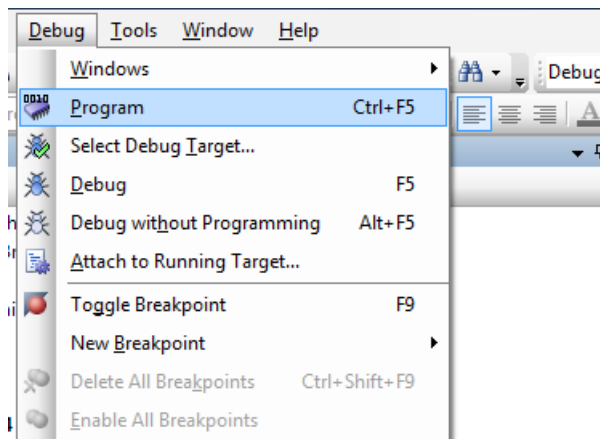 Debug Tools Window Help
Windows
Debug
0010
Program Ctrl+F5
Select Debug Target...
Debug F5
Debug without Programming Alt+F5
Attach to Running Target...
Toggle Breakpoint F9
New Breakpoint
Delete All Breakpoints Ctrl+Shift+F9
Enable All Breakpoints